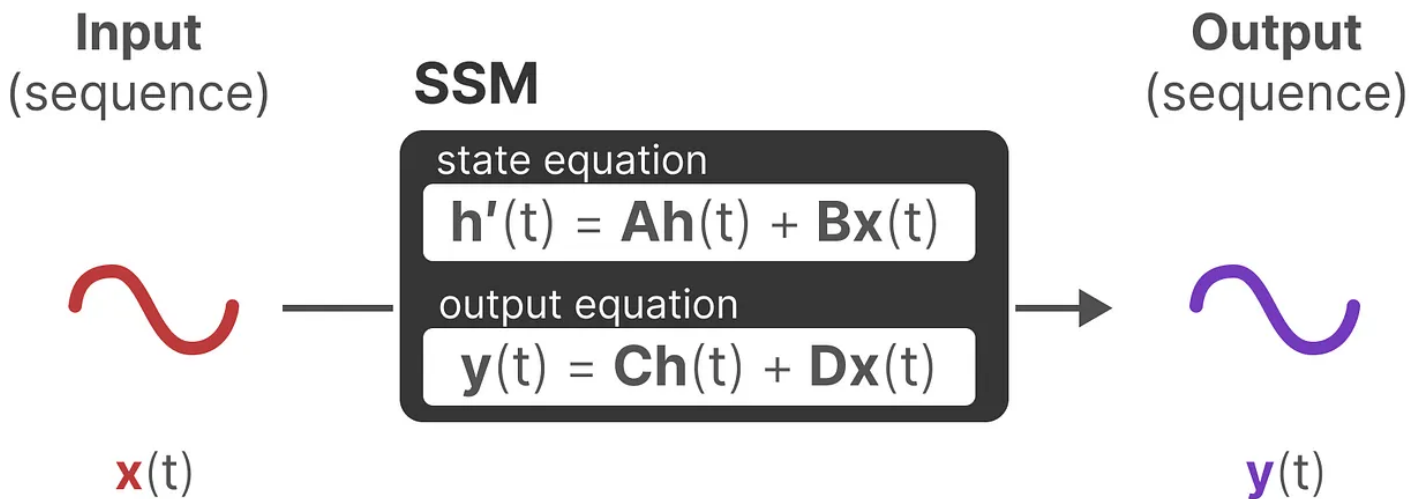 Input
(sequence)
SSM
Output
(sequence)
state equation
h′(t) = Ah(t) + Bx(t)
output equation
y(t) = Ch(t) + Dx(t)
x(t)
y(t)